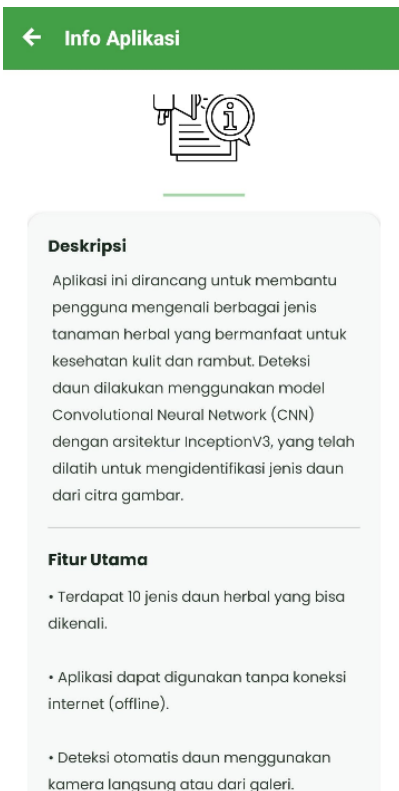 Info Aplikasi
Deskripsi
Aplikasi ini dirancang untuk membantu
pengguna mengenali berbagai jenis
tanaman herbal yang bermanfaat untuk
kesehatan kulit dan rambut. Deteksi
daun dilakukan menggunakan model
Convolutional Neural Network (CNN)
dengan arsitektur InceptionV3, yang telah
dilatih untuk mengidentifikasi jenis daun
dari citra gambar.
Fitur Utama
• Terdapat 10 jenis daun herbal yang bisa
dikenali.
• Aplikasi dapat digunakan tanpa koneksi
internet (offline).
• Deteksi otomatis daun menggunakan
kamera langsung atau dari galeri.